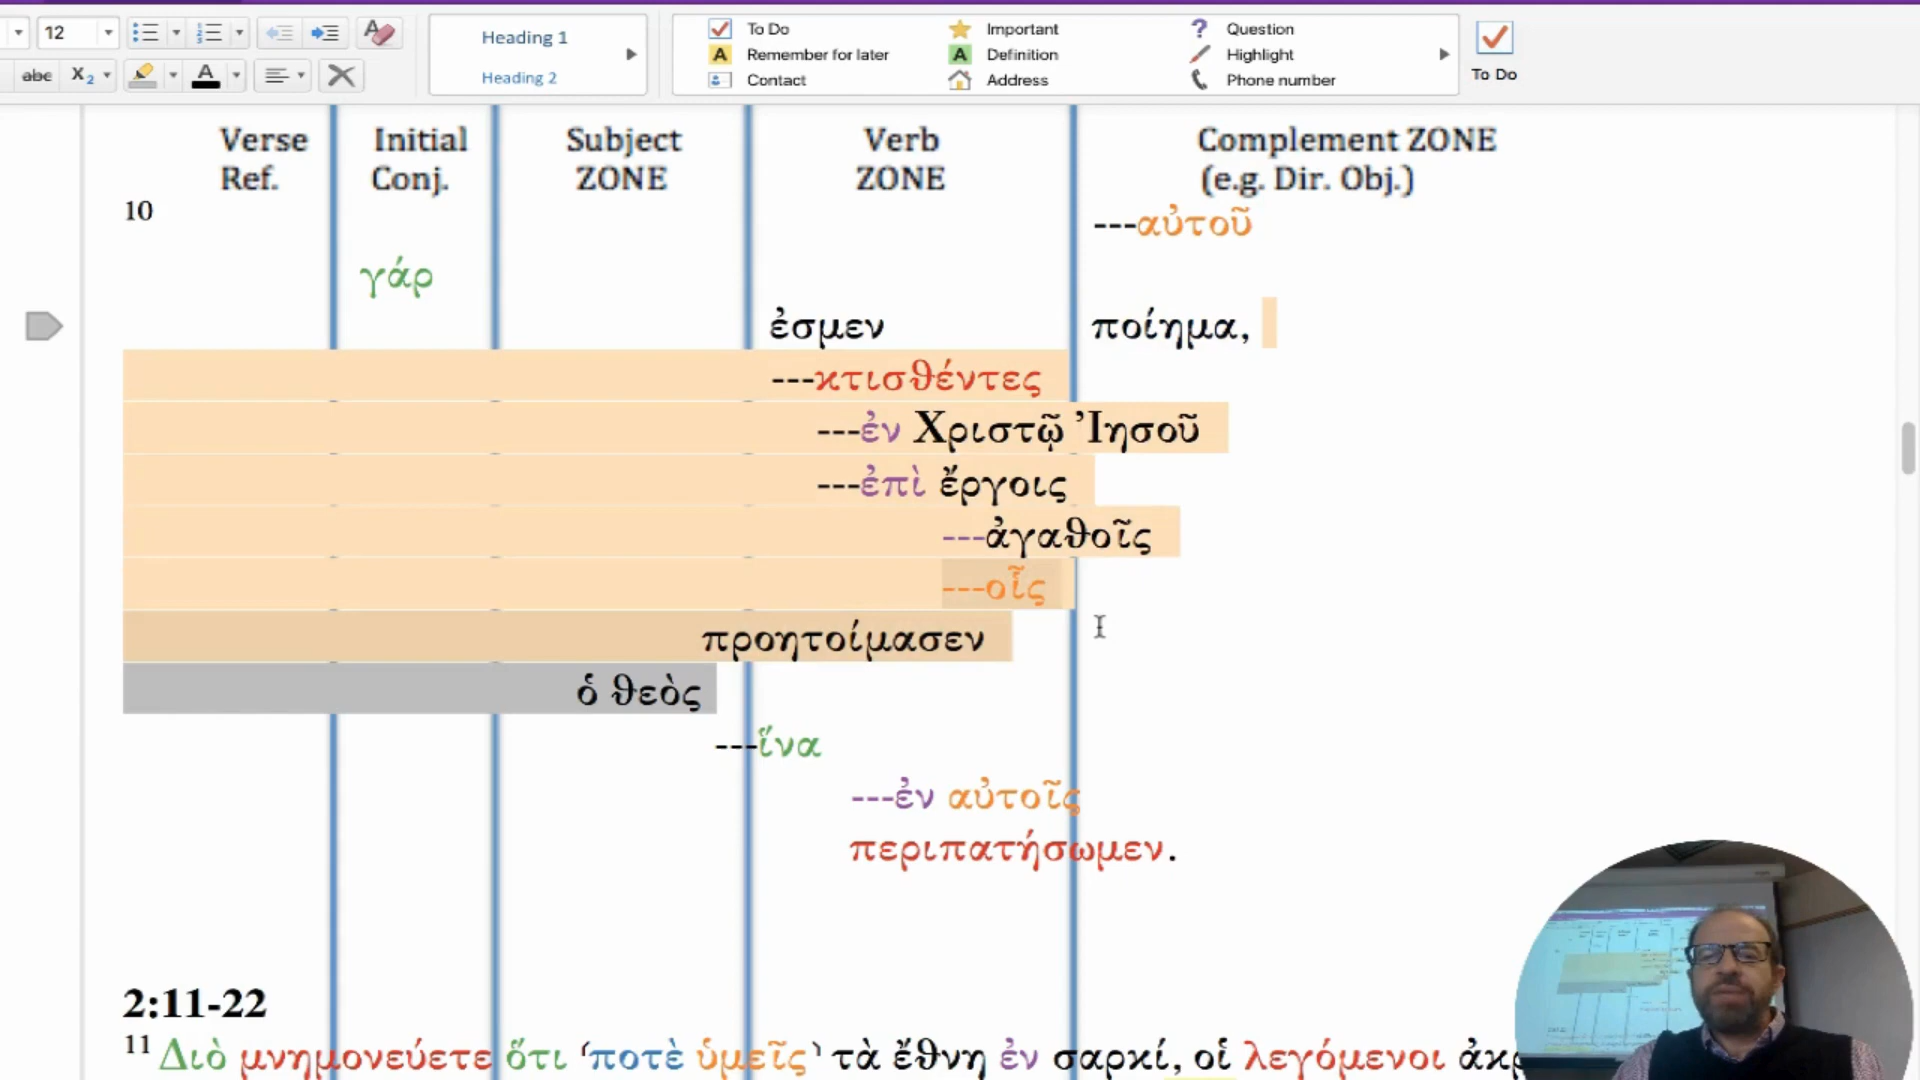 12
Heading 1
Heading 2
To Do
Important
Question
Remember for later
Definition
Highlight
Contact
Address
Phone number
To Do
abc
X2
A
Verse Ref.
Initial Conj.
Subject ZONE
Verb ZONE
Complement ZONE (e.g. Dir. Obj.)
10
---αὐτοῦ
γάρ
ἐσμεν ποίημα,
---κτισθέντες
---ἐν Χριστῷ Ἰησοῦ
---ἐπὶ ἔργοις
---ἀγαθοῖς
---οἷς
προητοίμασεν
ὁ θεὸς
---ἵνα
---ἐν αὐτοῖς
περιπατήσωμεν.
2:11-22
11 Διὸ μνημονεύετε ὅτι ⸂ποτὲ ὑμεῖς⸃ τὰ ἔθνη ἐν σαρκί, οἱ λεγόμενοι